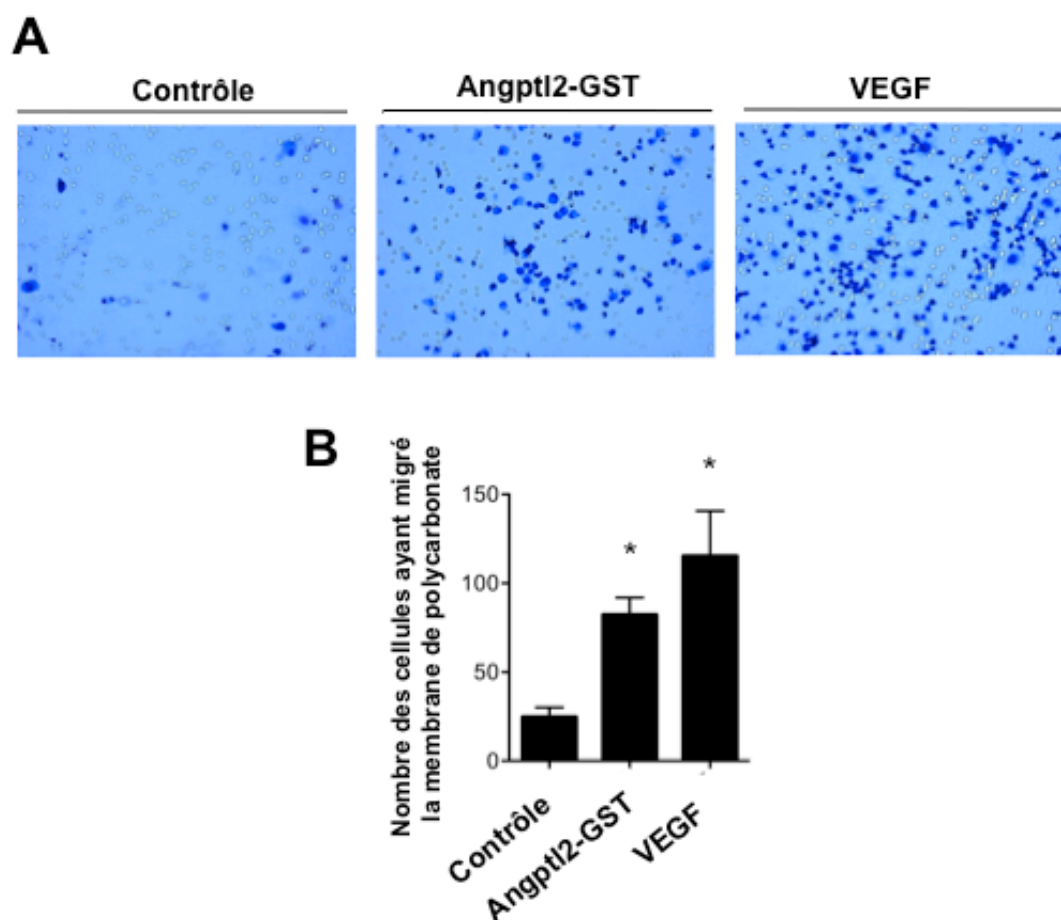 A
Contrôle
Angptl2-GST
VEGF
B
Nombre des cellules ayant migré
la membrane de polycarbonate
*
*
150
100
50
0
Contrôle
Angptl2-GST
VEGF